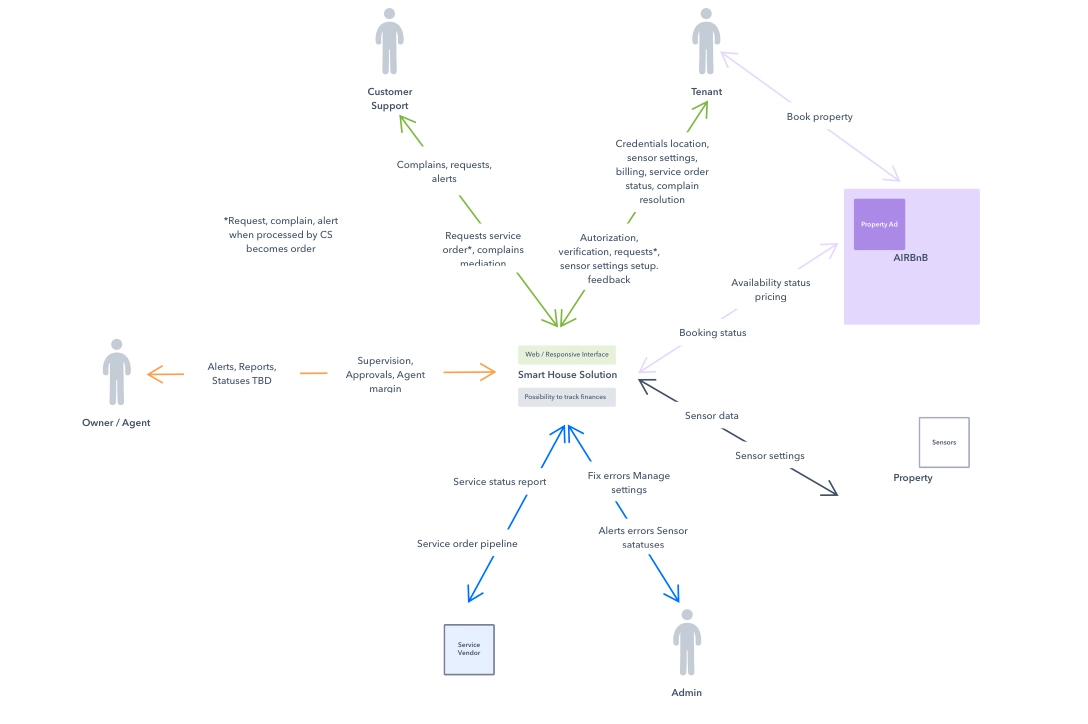 Customer
Support
Tenant
Book property
Complains, requests,
alerts
Credentials location,
sensor settings,
billing, service order
status, complain
resolution
*Request, complain, alert
when processed by CS
becomes order
Requests service
order*, complains
mediation
Autorization,
verification, requests*,
sensor settings setup.
feedback
Property Ad
AIRBnB
Availability status
pricing
Booking status
Owner / Agent
Alerts, Reports,
Statuses TBD
Supervision,
Approvals, Agent
margin
Web / Responsive Interface
Smart House Solution
Possibility to track finances
Sensor data
Sensor settings
Sensors
Property
Service status report
Fix errors Manage
settings
Service order pipeline
Alerts errors Sensor
satatuses
Service
Vendor
Admin